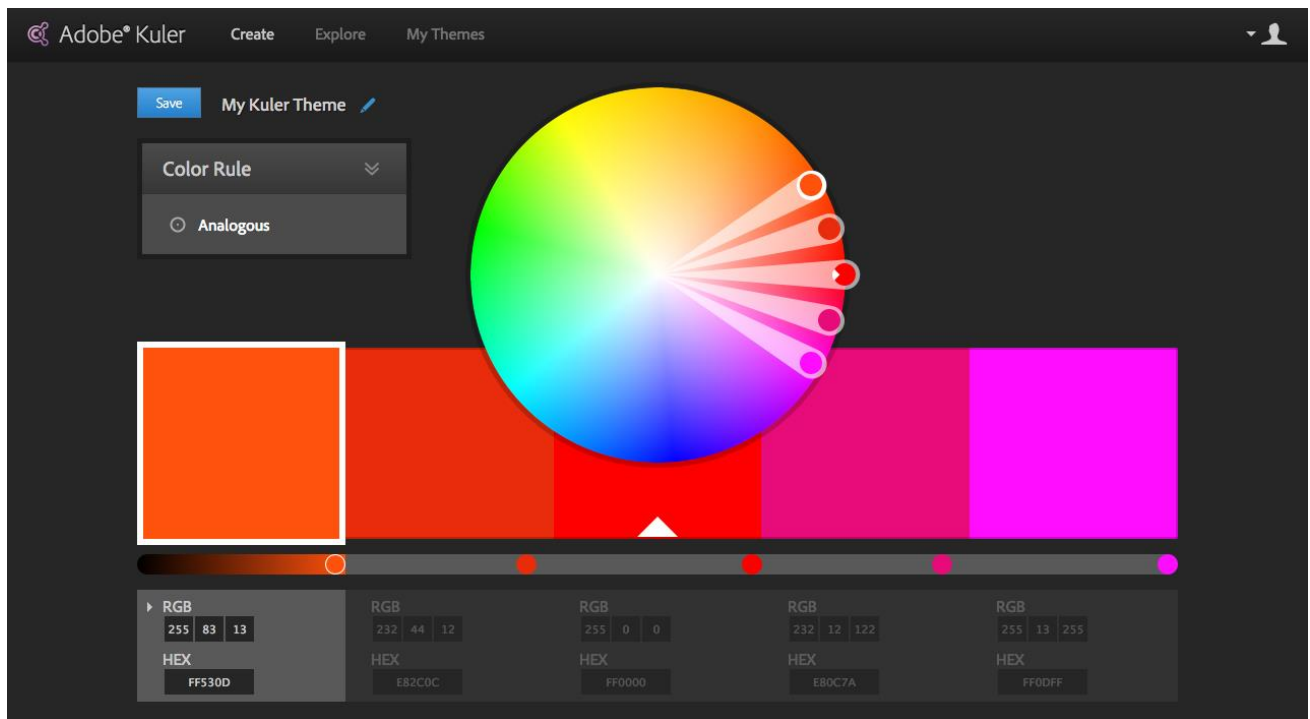 Adobe® Kuler Create Explore My Themes
Save My Kuler Theme
Color Rule
Analogous
RGB RGB RGB RGB RGB
255 83 13 232 44 12 255 0 0 232 12 122 255 13 255
HEX HEX HEX HEX HEX
FF530D E82C0C FF0000 E80C7A FF0DFF